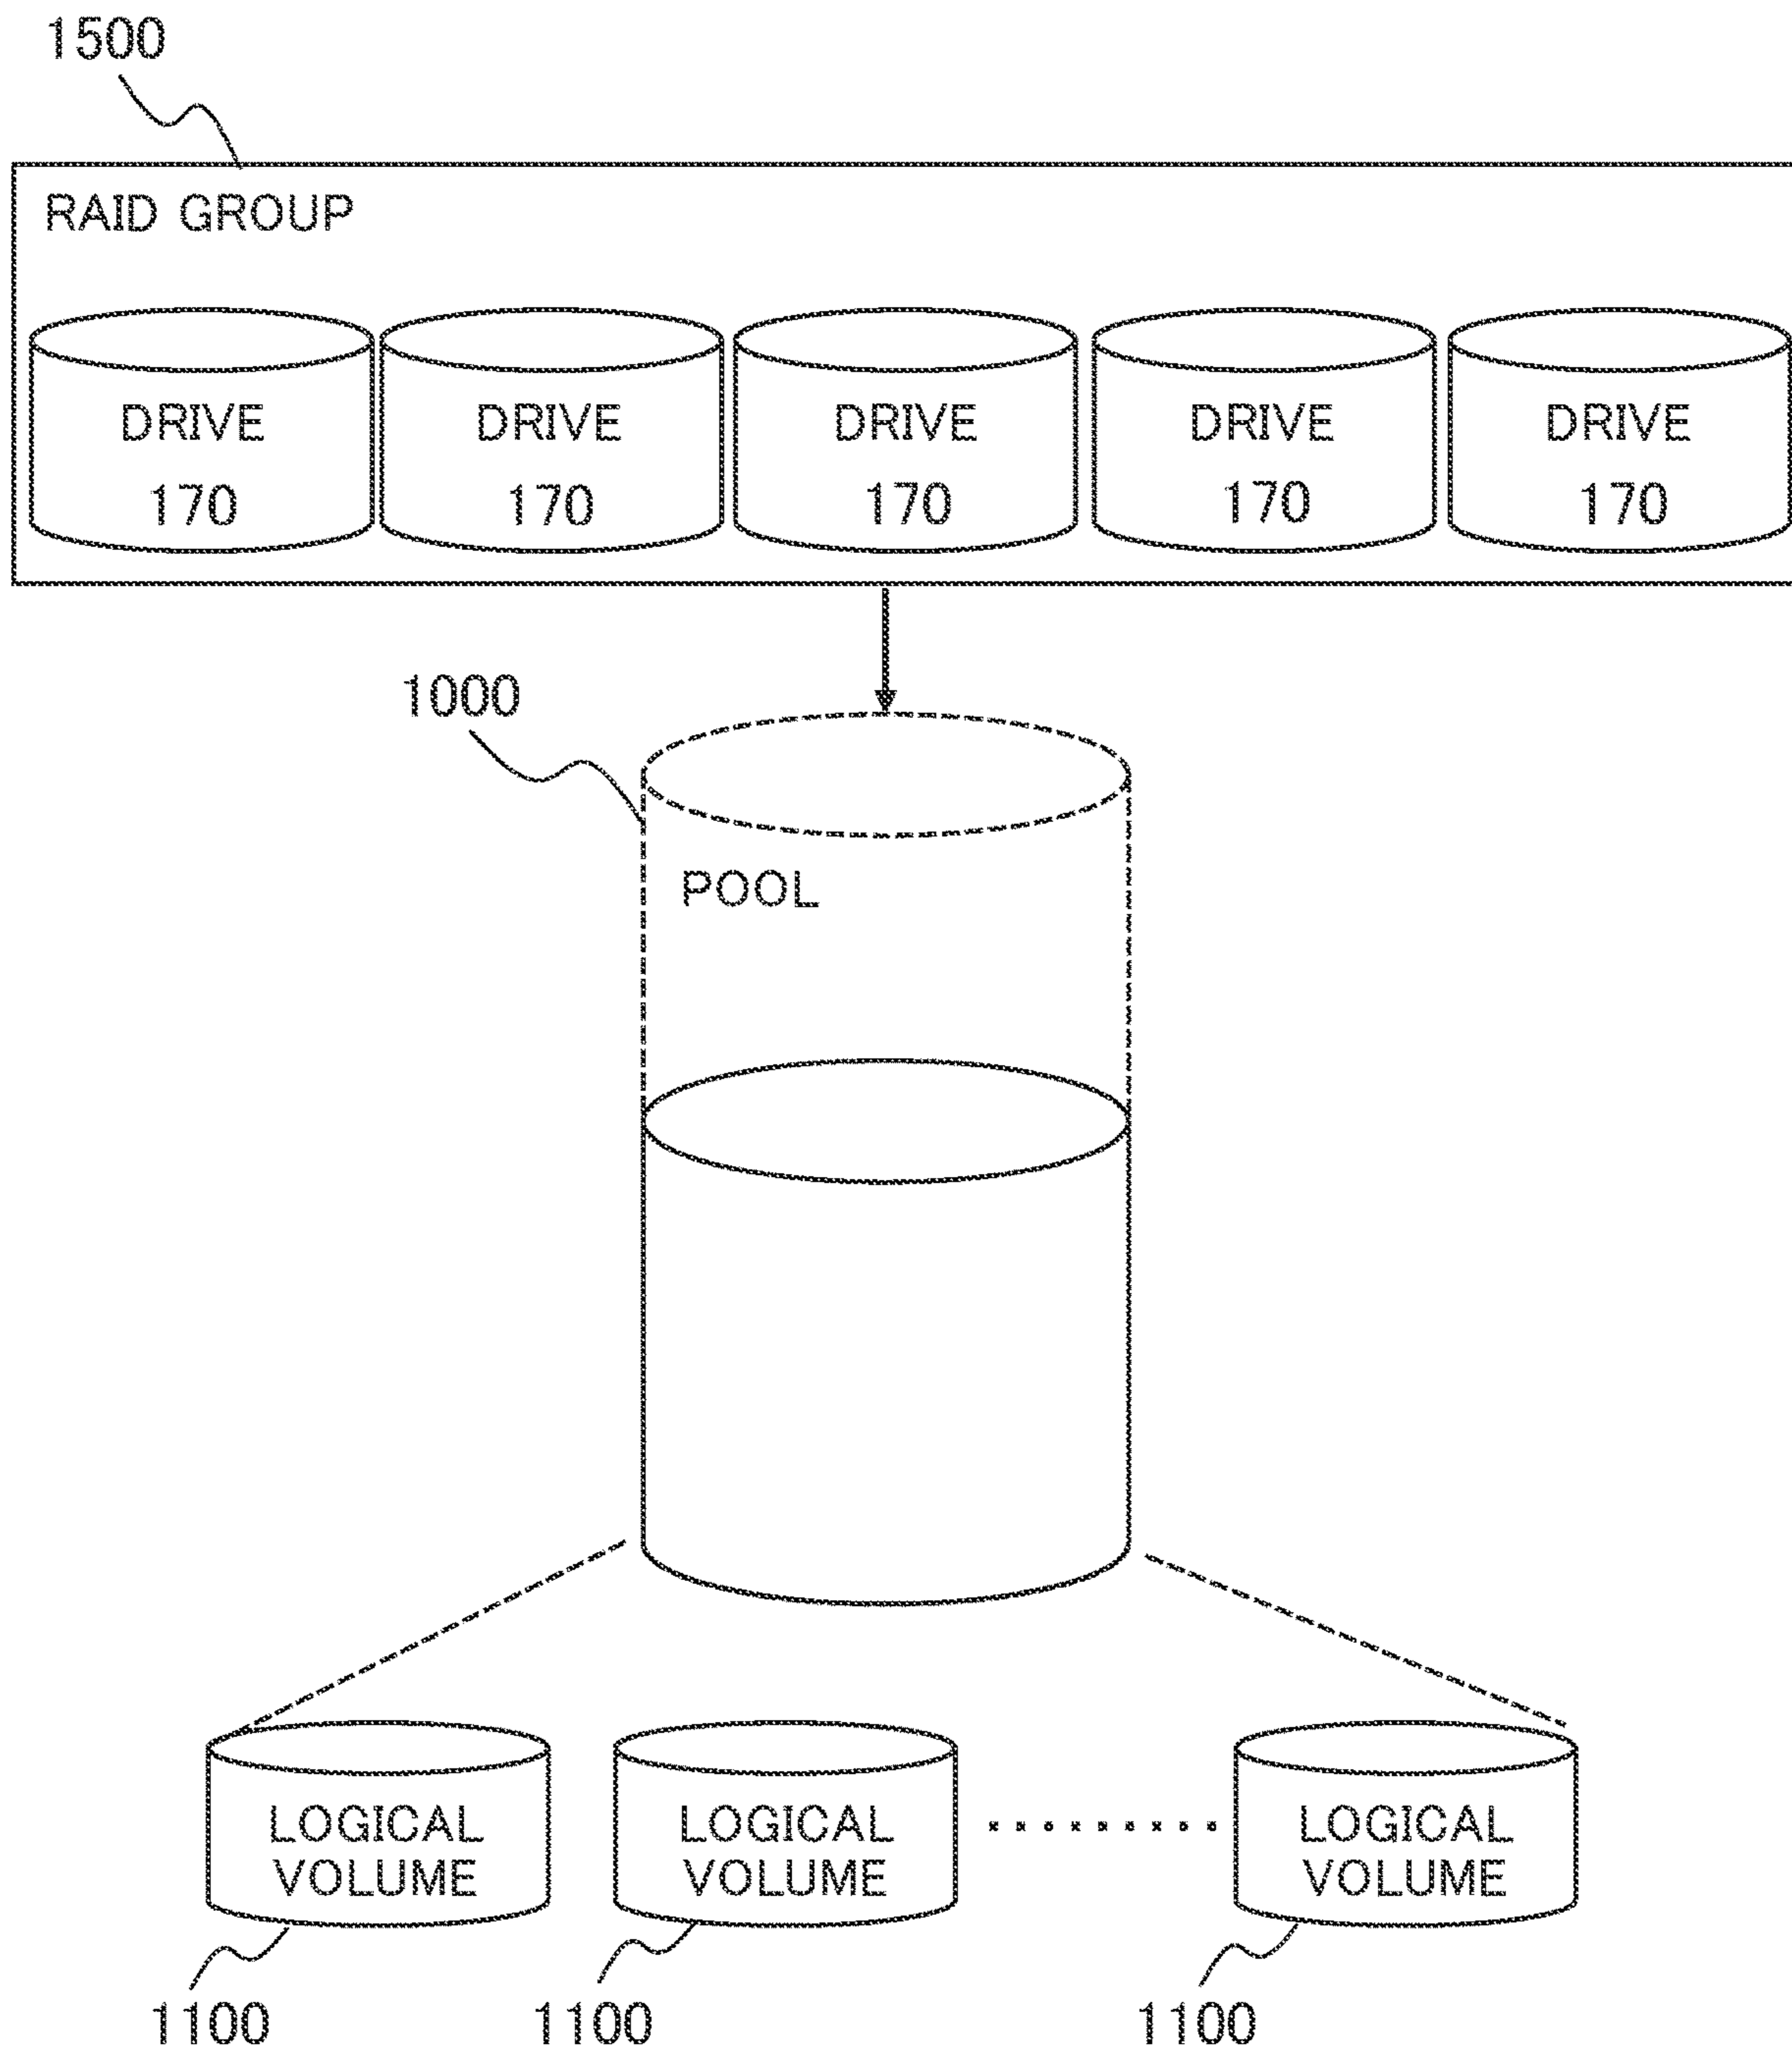 1500
RAID GROUP
DRIVE DRIVE DRIVE DRIVE DRIVE
170 170 170 170 170
1000
POOL
LOGICAL VOLUME
LOGICAL VOLUME
LOGICAL VOLUME
1100 1100 1100